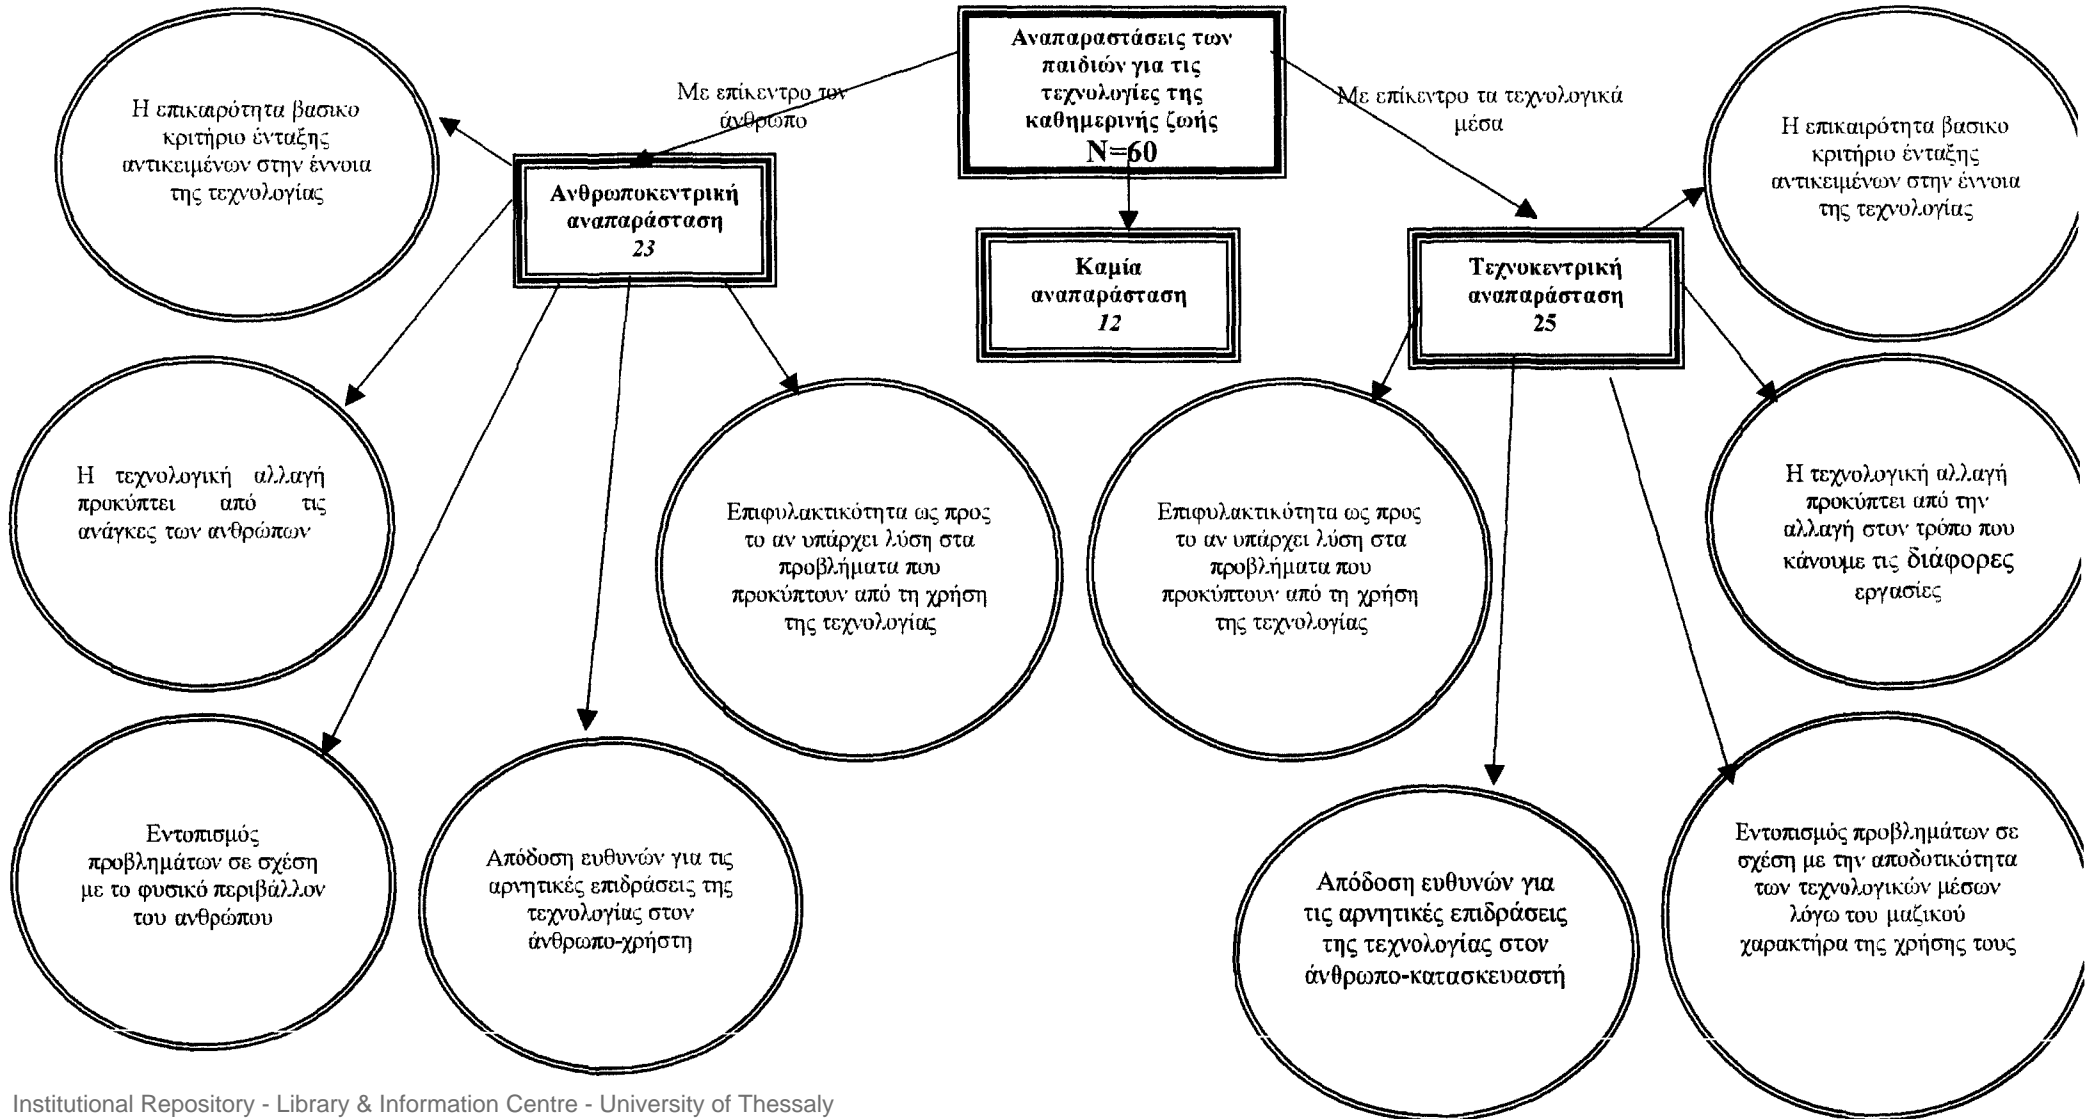 Αναπαραστάσεις των
παιδιών για τις
τεχνολογίες της
καθημερινής ζωής
N=60
Με επίκεντρο τον
άνθρωπο
Με επίκεντρο τα τεχνολογικά
μέσα
Η επικαιρότητα βασικο
κριτήριο ένταξης
αντικειμένων στην έννοια
της τεχνολογίας
Ανθρωποκεντρική
αναπαράσταση
23
Καμία
αναπαράσταση
12
Τεχνοκεντρική
αναπαράσταση
25
Η επικαιρότητα βασικο
κριτήριο ένταξης
αντικειμένων στην έννοια
της τεχνολογίας
Η τεχνολογική αλλαγή
προκύπτει από τις
ανάγκες των ανθρώπων
Επιφυλακτικότητα ως προς
το αν υπάρχει λύση στα
προβλήματα που
προκύπτουν από τη χρήση
της τεχνολογίας
Επιφυλακτικότητα ως προς
το αν υπάρχει λύση στα
προβλήματα που
προκύπτουν από τη χρήση
της τεχνολογίας
Η τεχνολογική αλλαγή
προκύπτει από την
αλλαγή στον τρόπο που
κάνουμε τις διάφορες
εργασίες
Εντοπισμός
προβλημάτων σε σχέση
με το φυσικό περιβάλλον
του ανθρώπου
Απόδοση ευθυνών για τις
αρνητικές επιδράσεις της
τεχνολογίας στον
άνθρωπο-χρήστη
Απόδοση ευθυνών για
τις αρνητικές επιδράσεις
της τεχνολογίας στον
άνθρωπο-κατασκευαστή
Εντοπισμός προβλημάτων σε
σχέση με την αποδοτικότητα
των τεχνολογικών μέσων
λόγω του μαζικού
χαρακτήρα της χρήσης τους
Institutional Repository - Library & Information Centre - University of Thessaly